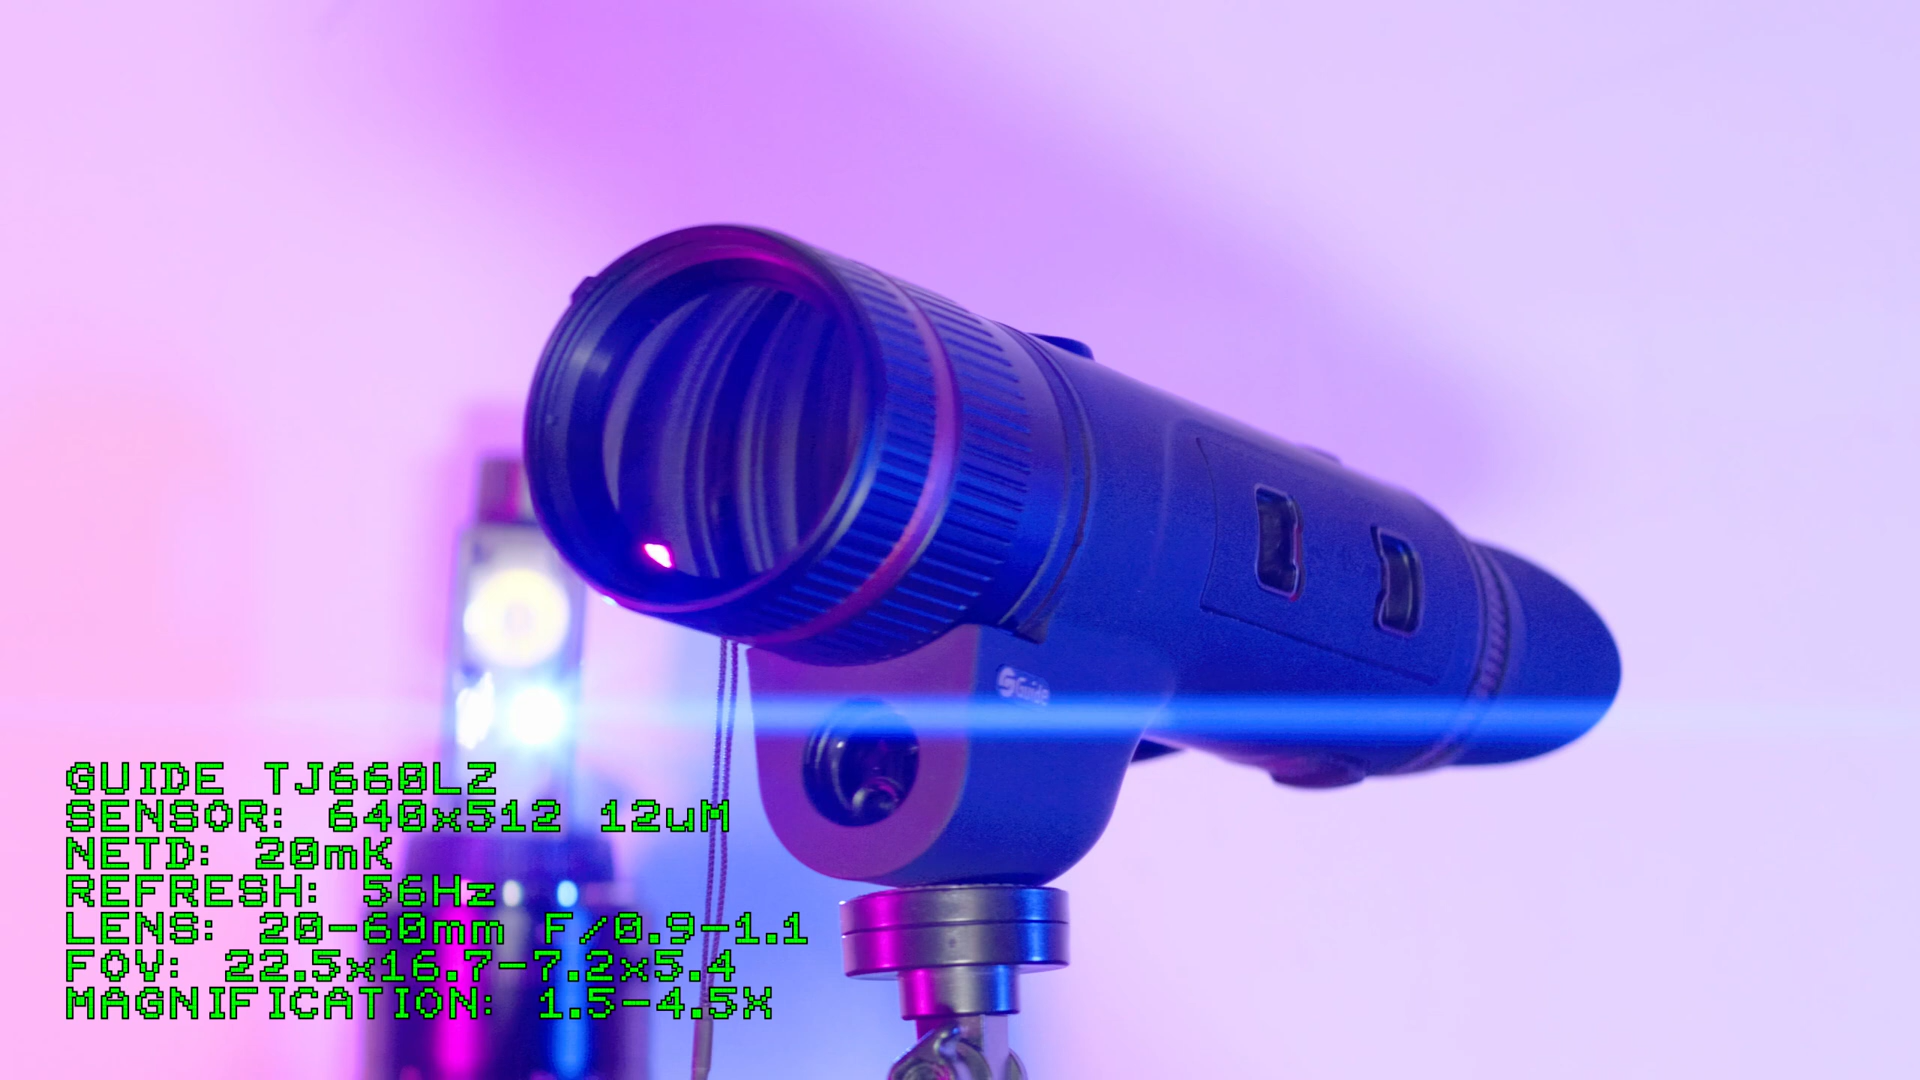 Guide
GUIDE TJ660LZ
SENSOR: 640x512 12uM
NETD: 20mK
REFRESH: 56Hz
LENS: 20-60mm F/0.9-1.1
FOV: 22.5x16.7-7.2x5.4
MAGNIFICATION: 1.5-4.5X